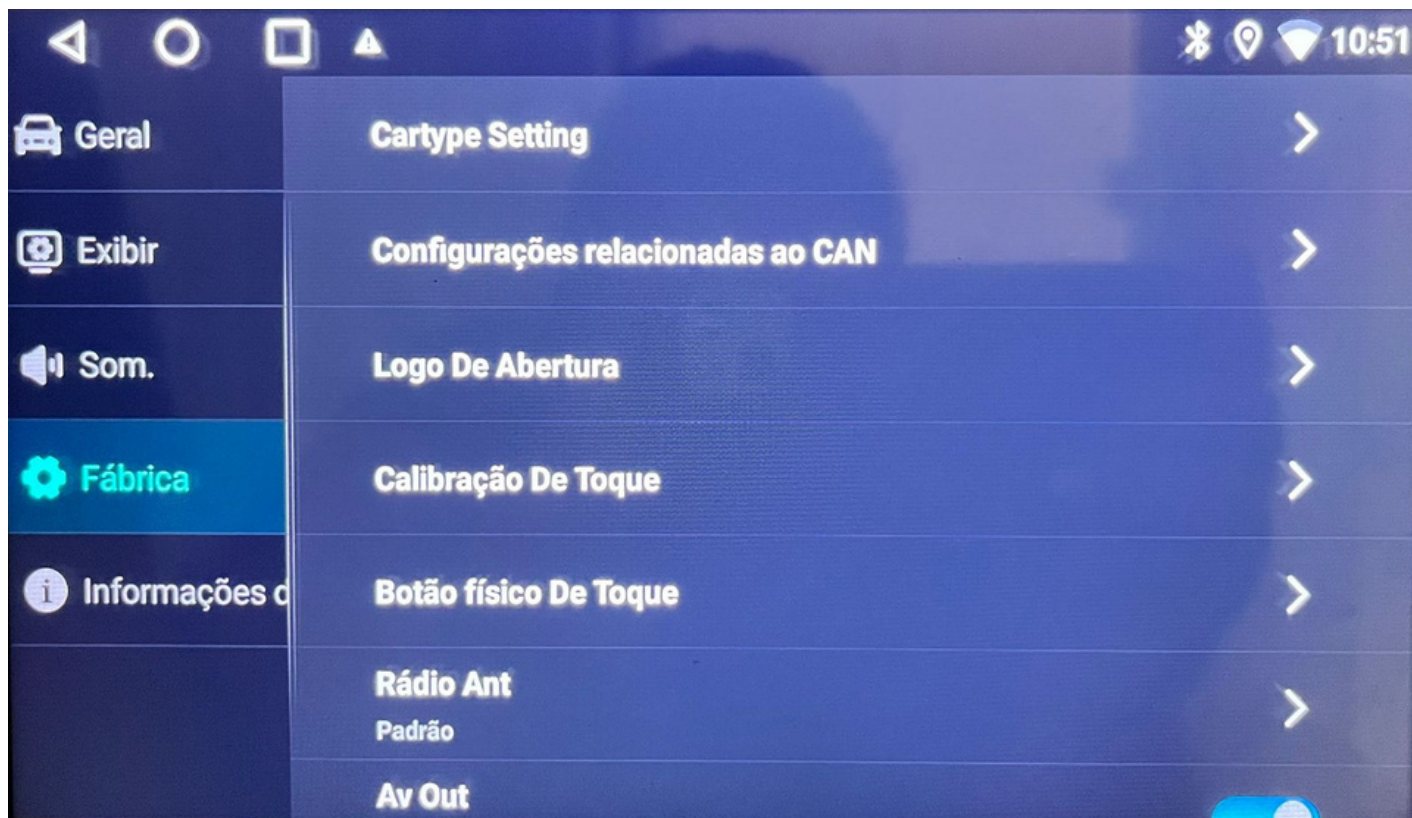 10:51
Geral
Exibir
Som.
Fábrica
Informações d
Cartype Setting
Configurações relacionadas ao CAN
Logo De Abertura
Calibração De Toque
Botão físico De Toque
Rádio Ant
Padrão
Av Out